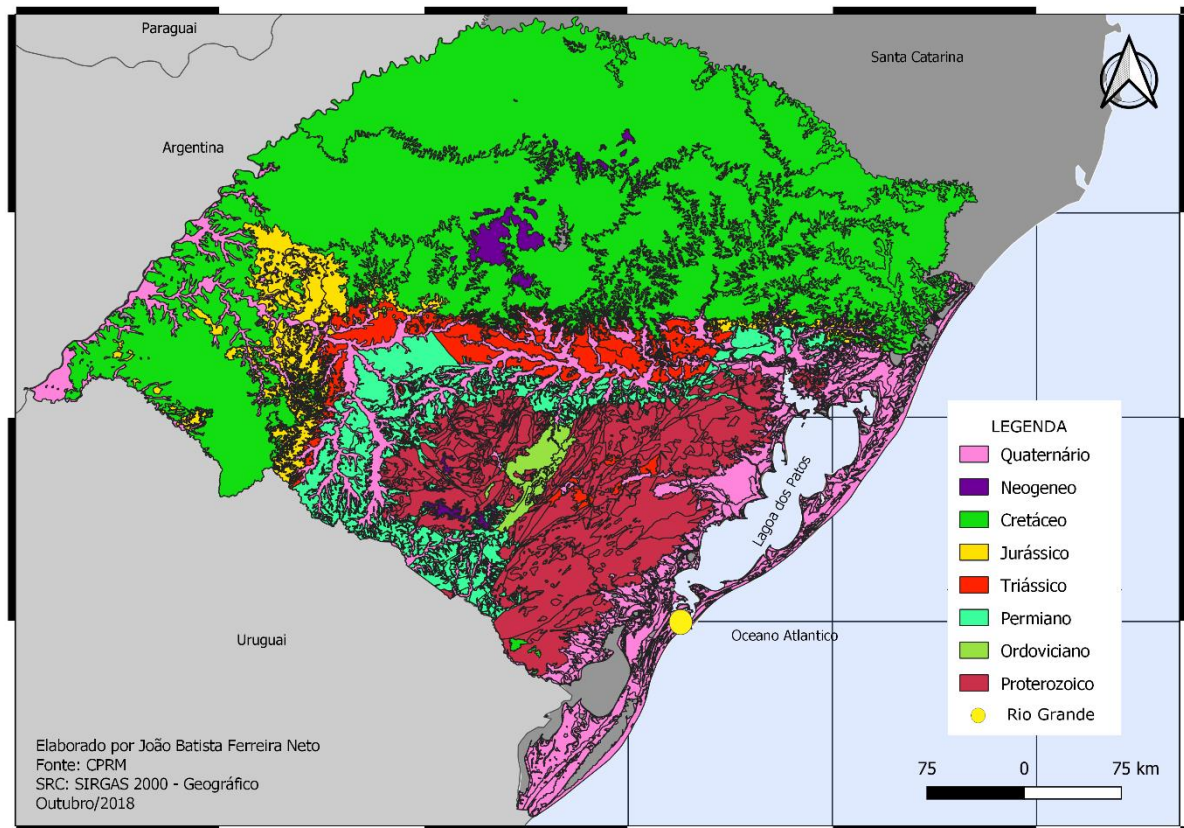 Paraguai
Santa Catarina
Argentina
Lagoa dos Patos
Uruguai
Oceano Atlantico
LEGENDA
Quaternário
Neogeneo
Cretáceo
Jurássico
Triássico
Permiano
Ordoviciano
Proterozoico
Rio Grande
Elaborado por João Batista Ferreira Neto
Fonte: CPRM
SRC: SIRGAS 2000 - Geográfico
Outubro/2018
75 0 75 km